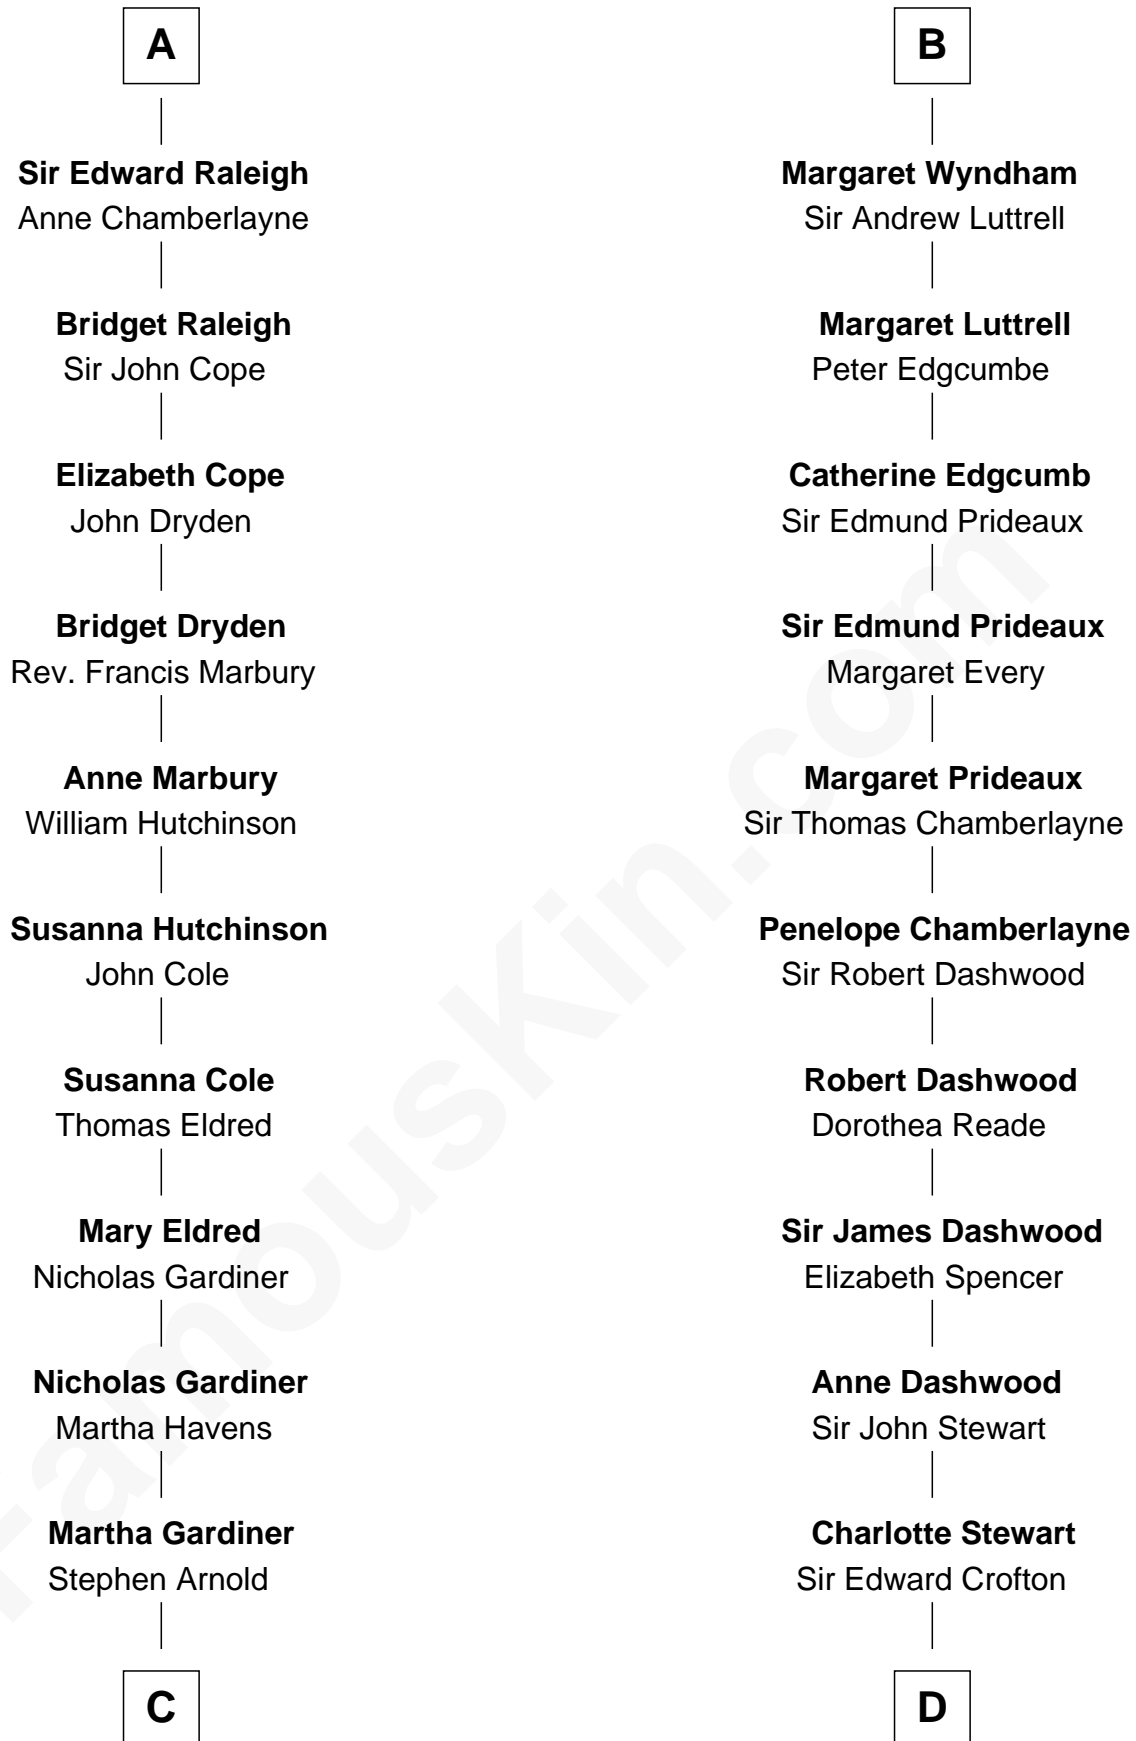 A
Sir Edward Raleigh
Anne Chamberlayne
Bridget Raleigh
Sir John Cope
Elizabeth Cope
John Dryden
Bridget Dryden
Rev. Francis Marbury
Anne Marbury
William Hutchinson
Susanna Hutchinson
John Cole
Susanna Cole
Thomas Eldred
Mary Eldred
Nicholas Gardiner
Nicholas Gardiner
Martha Havens
Martha Gardiner
Stephen Arnold
C
B
Margaret Wyndham
Sir Andrew Luttrell
Margaret Luttrell
Peter Edgcumbe
Catherine Edgcumb
Sir Edmund Prideaux
Sir Edmund Prideaux
Margaret Every
Margaret Prideaux
Sir Thomas Chamberlayne
Penelope Chamberlayne
Sir Robert Dashwood
Robert Dashwood
Dorothea Reade
Sir James Dashwood
Elizabeth Spencer
Anne Dashwood
Sir John Stewart
Charlotte Stewart
Sir Edward Crofton
D
FamousKin.com